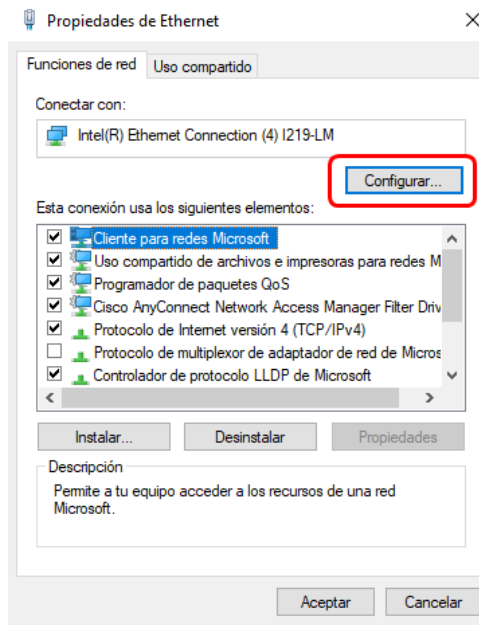 Propiedades de Ethernet
Funciones de red
Uso compartido
Conectar con:
Intel(R) Ethernet Connection (4) I219-LM
Configurar...
Esta conexión usa los siguientes elementos:
Cliente para redes Microsoft
Uso compartido de archivos e impresoras para redes M
Programador de paquetes QoS
Cisco AnyConnect Network Access Manager Filter Driv
Protocolo de Internet versión 4 (TCP/IPv4)
Protocolo de multiplexor de adaptador de red de Micros
Controlador de protocolo LLDP de Microsoft
Instalar...
Desinstalar
Propiedades
Descripción
Permite a tu equipo acceder a los recursos de una red
Microsoft.
Aceptar
Cancelar